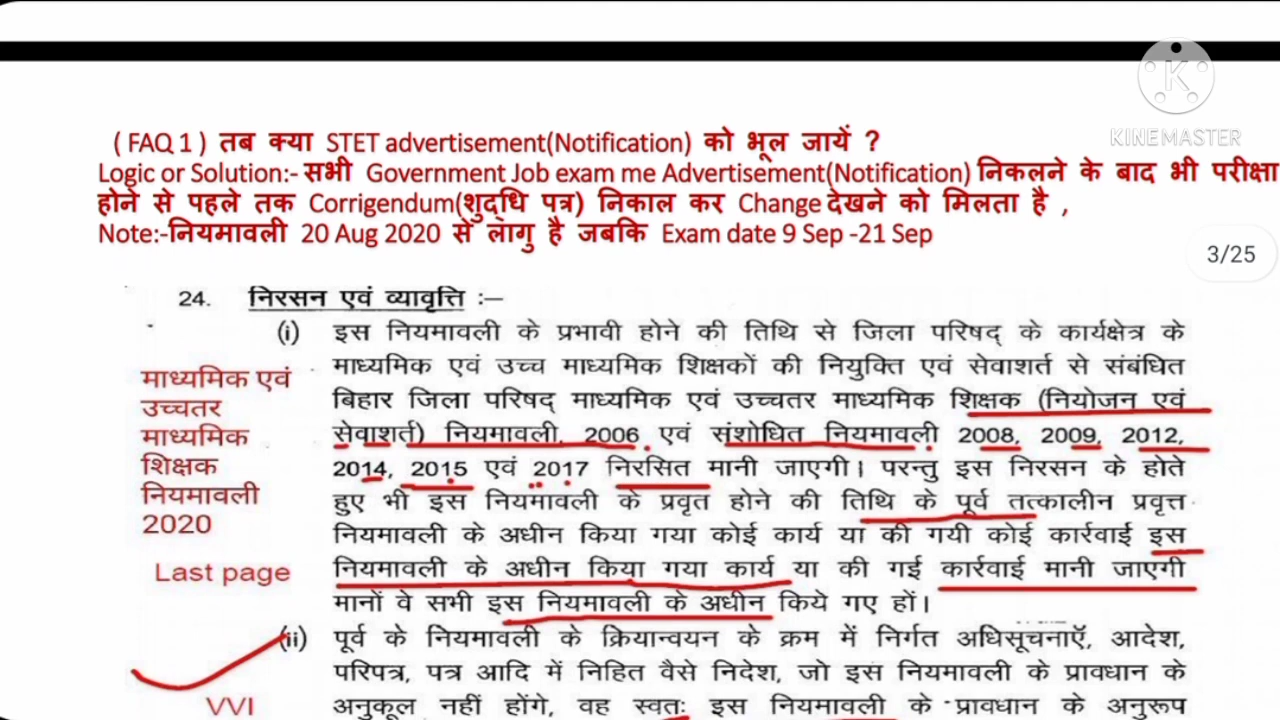 KINEMASTER
( FAQ 1 ) तब क्या STET advertisement(Notification) को भूल जायें ?
Logic or Solution:- सभी Government Job exam me Advertisement(Notification) निकलने के बाद भी परीक्षा
होने से पहले तक Corrigendum(शुद्धि पत्र) निकाल कर Change देखने को मिलता है ,
Note:-नियमावली 20 Aug 2020 से लागु है जबकि Exam date 9 Sep -21 Sep
3/25
24. निरसन एवं व्यावृत्ति :–
(i) इस नियमावली के प्रभावी होने की तिथि से जिला परिषद् के कार्यक्षेत्र के
माध्यमिक एवं उच्च माध्यमिक शिक्षकों की नियुक्ति एवं सेवाशर्त से संबंधित
बिहार जिला परिषद् माध्यमिक एवं उच्चतर माध्यमिक शिक्षक (नियोजन एवं
सेवाशर्त) नियमावली, 2006 एवं संशोधित नियमावली 2008, 2009, 2012,
2014, 2015 एवं 2017 निरसित मानी जाएगी। परन्तु इस निरसन के होते
हुए भी इस नियमावली के प्रवृत होने की तिथि के पूर्व तत्कालीन प्रवृत्त
नियमावली के अधीन किया गया कोई कार्य या की गयी कोई कार्रवाई इस
नियमावली के अधीन किया गया कार्य या की गई कार्रवाई मानी जाएगी
मानों वे सभी इस नियमावली के अधीन किये गए हों।
(ii) पूर्व के नियमावली के क्रियान्वयन के क्रम में निर्गत अधिसूचनाएँ, आदेश,
परिपत्र, पत्र आदि में निहित वैसे निदेश, जो इस नियमावली के प्रावधान के
अनुकूल नहीं होंगे, वह स्वतः इस नियमावली के प्रावधान के अनुरूप
माध्यमिक एवं
उच्चतर
माध्यमिक
शिक्षक
नियमावली
2020
Last page
VVI